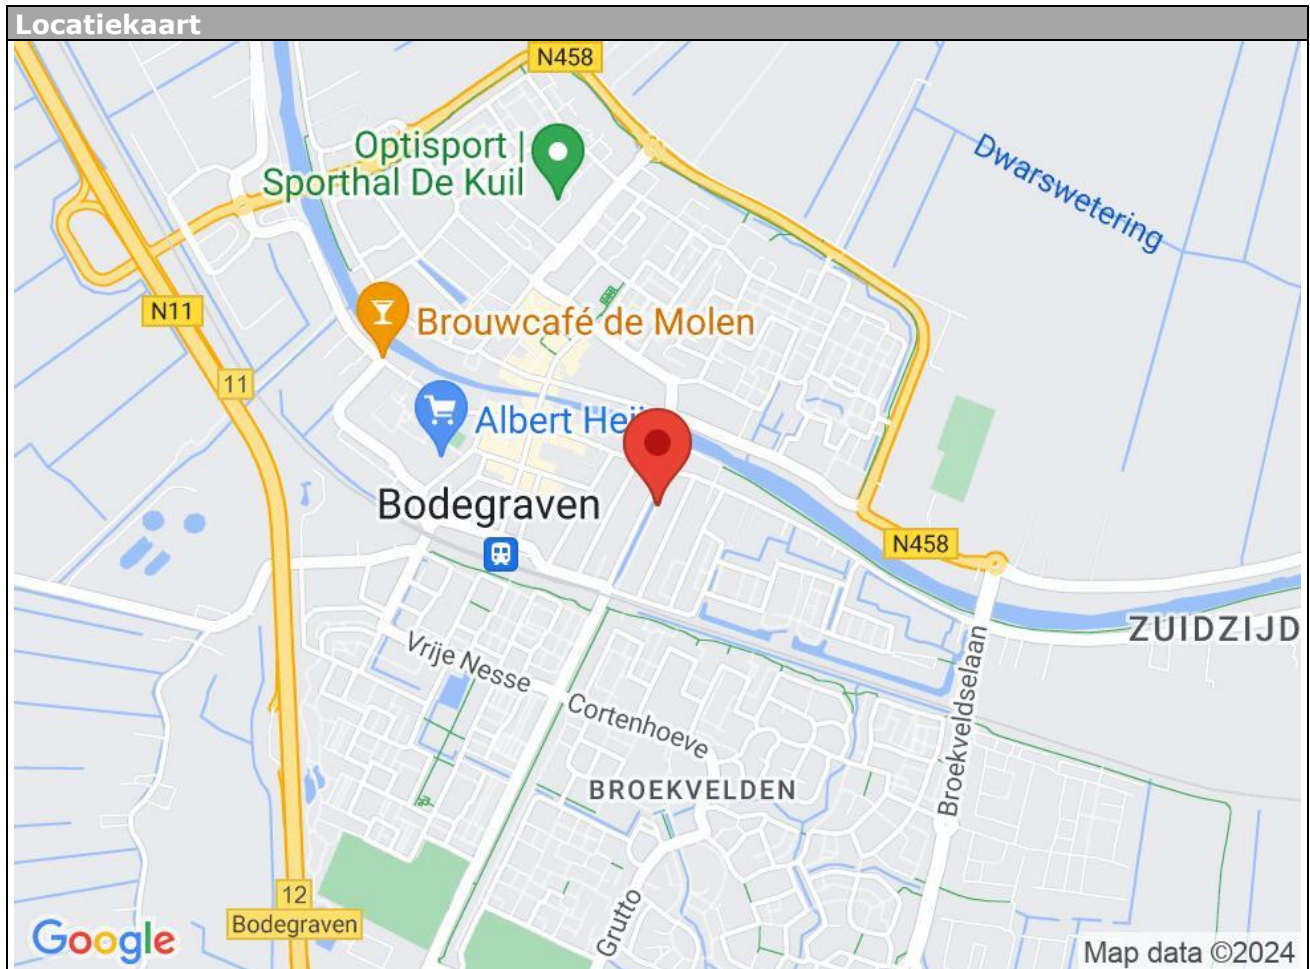 Locatiekaart
N458
Optisport |
Sporthal De Kuil
Dwarswetering
N11
Brouwcafé de Molen
11
Albert Hei
Bodegraven
N458
ZUIDZIJD
Vrije Nesse
Cortenhoeve
Broekveldselaan
BROEKVELDEN
12
Bodegraven
Grutto
Google
Map data ©2024